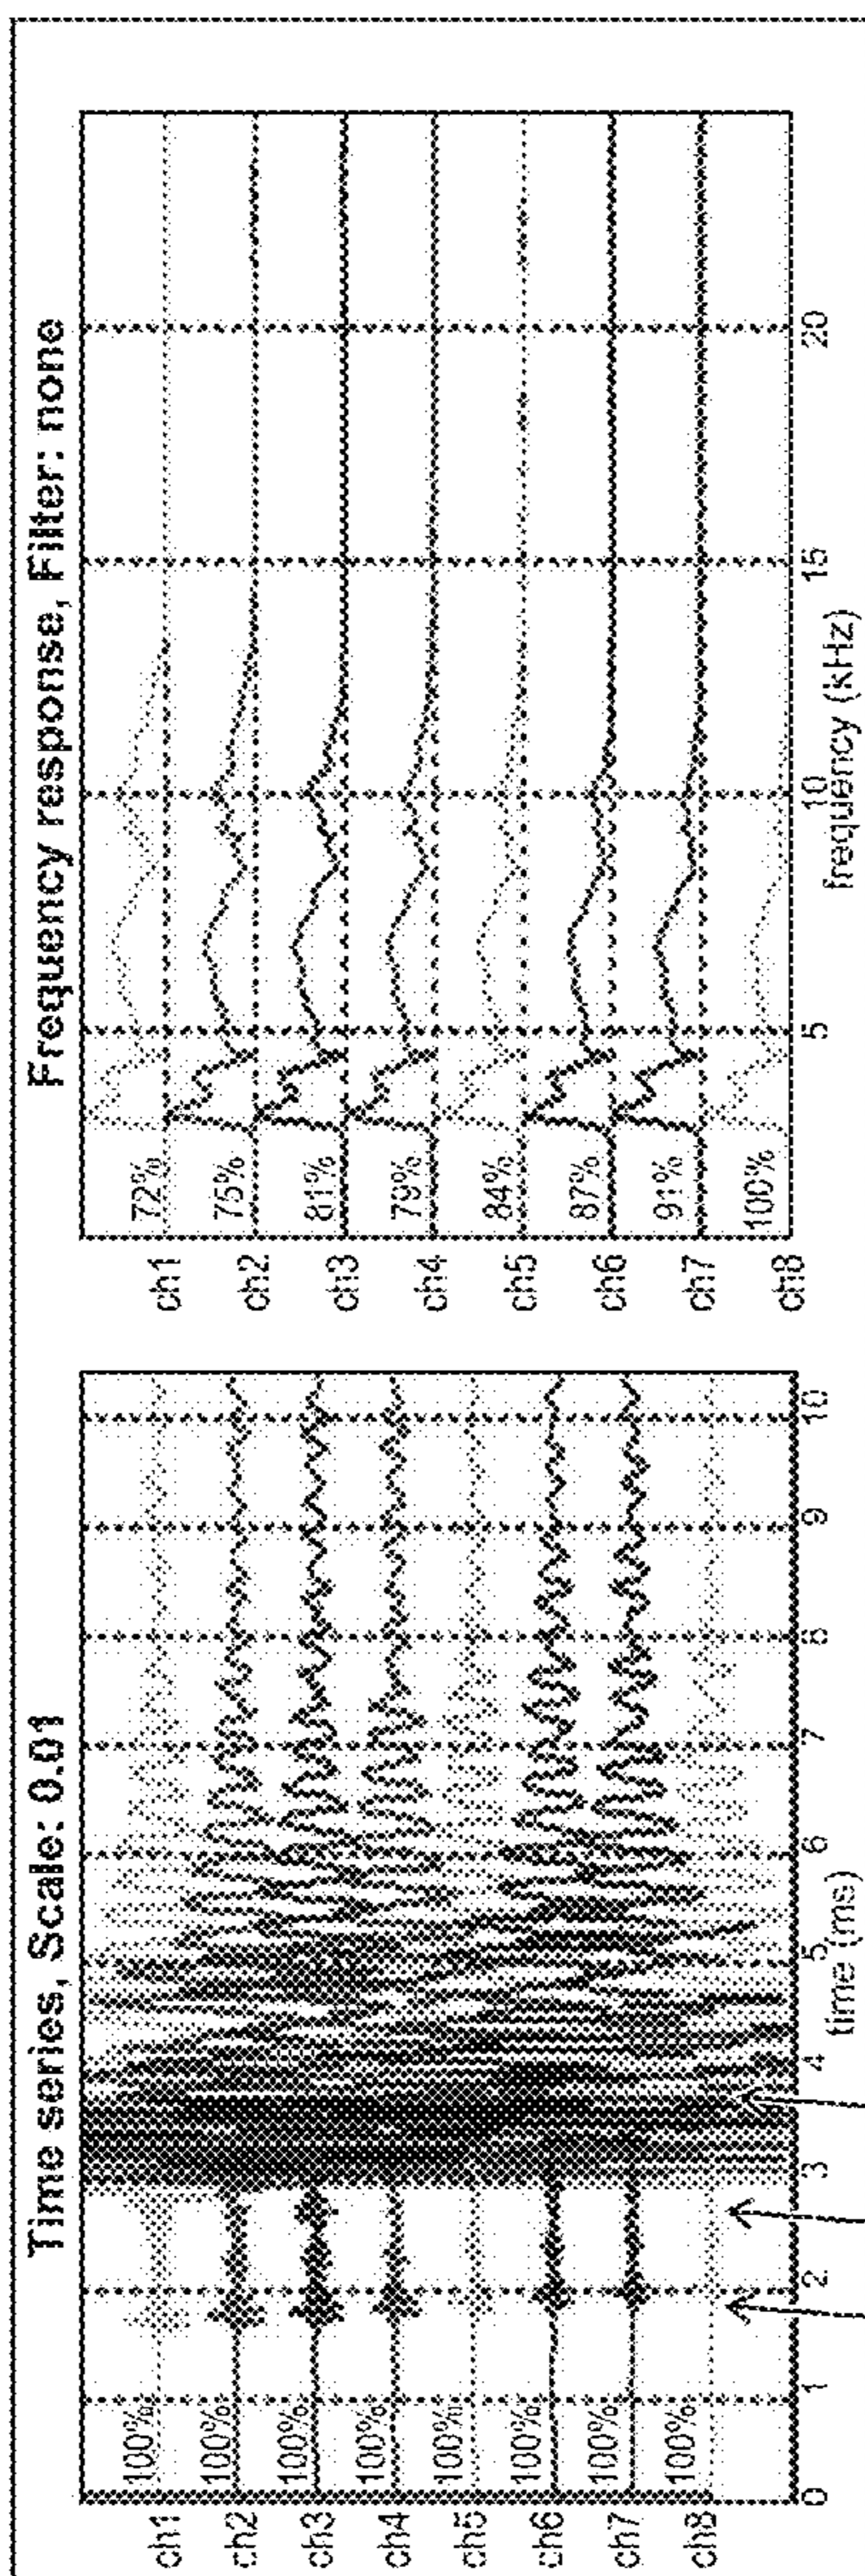 Time series, Scale: 0.01
ch1
100%
ch2
100%
ch3
100%
ch4
100%
ch5
100%
ch6
100%
ch7
100%
ch8
100%
0
1
2
3
4
5
6
7
8
9
10
time (ms)
Frequency response, Filter: none
ch1
72%
ch2
75%
ch3
81%
ch4
79%
ch5
84%
ch6
87%
ch7
91%
ch8
100%
5
10
15
20
frequency (kHz)